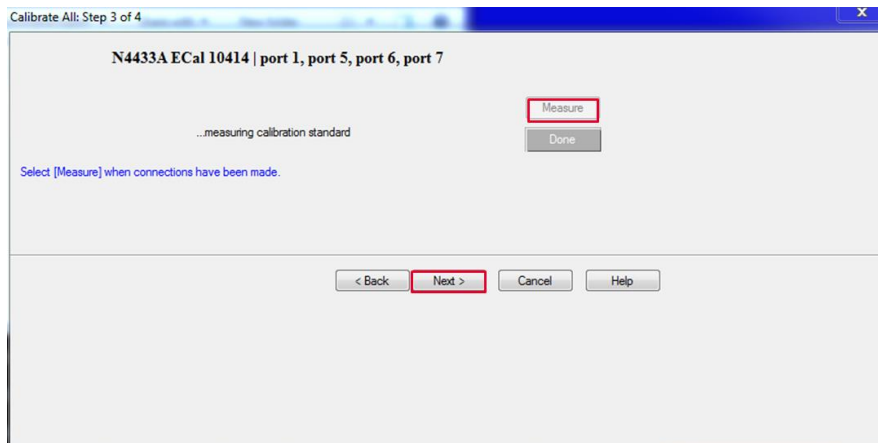 Calibrate All: Step 3 of 4
x
N4433A ECal 10414 | port 1, port 5, port 6, port 7
Measure
...measuring calibration standard
Done
Select [Measure] when connections have been made.
< Back Next > Cancel Help